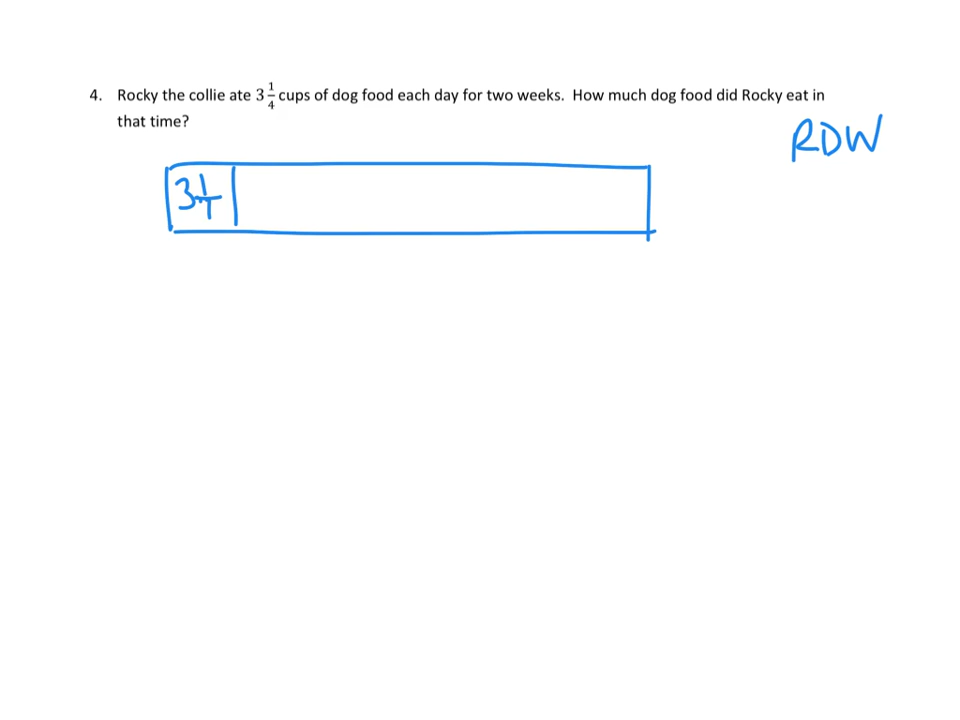 4. Rocky the collie ate 3 1/4 cups of dog food each day for two weeks. How much dog food did Rocky eat in
that time?
RDW
3 1/4